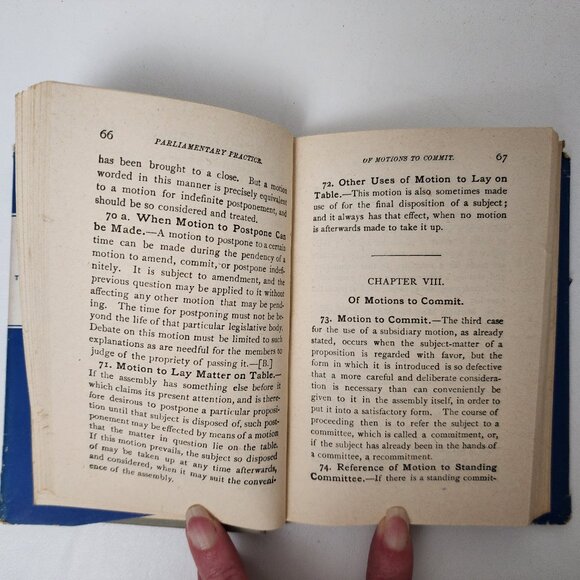 66
PARLIAMENTARY PRACTICE.
has been brought to a close. But a motion
worded in this manner is precisely equivalent
to a motion for indefinite postponement, and
should be so considered and treated.
70 a. When Motion to Postpone Can
be Made.—A motion to postpone to a certain
time can be made during the pendency of a
motion to amend, commit, or postpone indefi-
nitely. It is subject to amendment, and the
previous question may be applied to it without
affecting any other motion that may be pend-
ing. The time for postponing must not be be-
yond the life of that particular legislative body.
Debate on this motion must be limited to such
explanations as are needful for the members to
judge of the propriety of passing it.—[B.]
71. Motion to Lay Matter on Table.—
If the assembly has something else before it
which claims its present attention, and is there-
fore desirous to postpone a particular proposi-
tion until that subject is disposed of, such post-
ponement may be effected by means of a motion
that the matter in question lie on the table.
If this motion prevails, the subject so disposed
of may be taken up at any time afterwards,
and considered, when it may suit the conveni-
ence of the assembly.
OF MOTIONS TO COMMIT.
67
72. Other Uses of Motion to Lay on
Table.—This motion is also sometimes made
use of for the final disposition of a subject;
and it always has that effect, when no motion
is afterwards made to take it up.
CHAPTER VIII.
Of Motions to Commit.
73. Motion to Commit.—The third case
for the use of a subsidiary motion, as already
stated, occurs when the subject-matter of a
proposition is regarded with favor, but the
form in which it is introduced is so defective
that a more careful and deliberate considera-
tion is necessary than can conveniently be
given to it in the assembly itself, in order to
put it into a satisfactory form. The course of
proceeding then is to refer the subject to a
committee, which is called a commitment, or,
if the subject has already been in the hands of
a committee, a recommitment.
74. Reference of Motion to Standing
Committee.—If there is a standing commit-